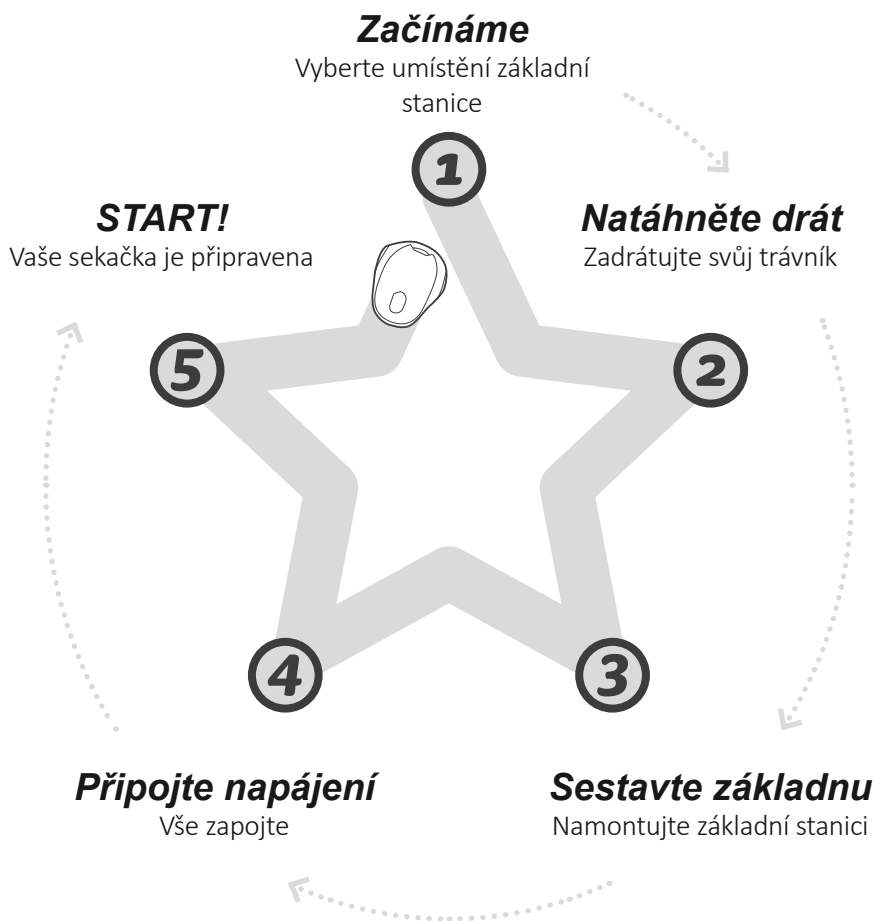 Začínáme
Vyberte umístění základní
stanice
1
Natáhněte drát
Zadrátujte svůj trávník
2
Sestavte základnu
Namontujte základní stanici
3
Připojte napájení
Vše zapojte
4
START!
Vaše sekačka je připravena
5